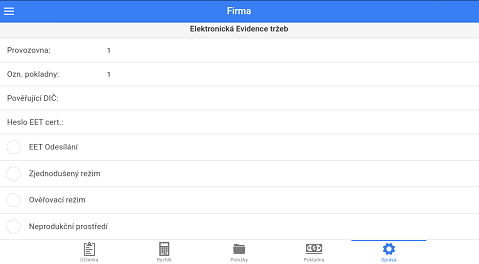 Firma
Elektronická Evidence tržeb
Provozovna: 1
Ozn. pokladny: 1
Pověřující DIČ:
Heslo EET cert.:
EET Odesílání
Zjednodušený režim
Ověřovací režim
Neprodukční prostředí
Účtenka Rychlé Položky Pokladna Správa